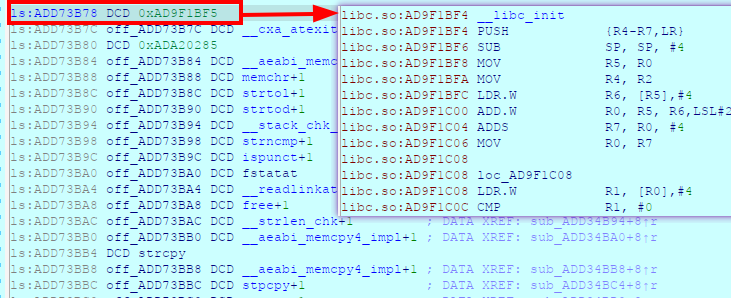 ls:ADD73B78 DCD 0xAD9F1BF5
ls:ADD73B7C off_ADD73B7C DCD __cxa_atexit
ls:ADD73B80 DCD 0xADA20285
ls:ADD73B84 off_ADD73B84 DCD __aeabi_memc
ls:ADD73B88 off_ADD73B88 DCD memchr+1
ls:ADD73B8C off_ADD73B8C DCD strtol+1
ls:ADD73B90 off_ADD73B90 DCD strtod+1
ls:ADD73B94 off_ADD73B94 DCD __stack_chk_
ls:ADD73B98 off_ADD73B98 DCD strncmp+1
ls:ADD73B9C off_ADD73B9C DCD ispunct+1
ls:ADD73BA0 off_ADD73BA0 DCD fstatat
ls:ADD73BA4 off_ADD73BA4 DCD __readlinkat
ls:ADD73BA8 off_ADD73BA8 DCD free+1
ls:ADD73BAC off_ADD73BAC DCD __strlen_chk+1 ; DATA XREF: sub_ADD34B94+8↑r
ls:ADD73BB0 off_ADD73BB0 DCD __aeabi_memcpy4_impl+1 ; DATA XREF: sub_ADD34BA0+8↑r
ls:ADD73BB4 DCD strcpy
ls:ADD73BB8 off_ADD73BB8 DCD __aeabi_memcpy4_impl+1 ; DATA XREF: sub_ADD34BB8+8↑r
ls:ADD73BBC off_ADD73BBC DCD stpcpy+1 ; DATA XREF: sub_ADD34BC4+8↑r
libc.so:AD9F1BF4 __libc_init
libc.so:AD9F1BF4 PUSH {R4-R7,LR}
libc.so:AD9F1BF6 SUB SP, SP, #4
libc.so:AD9F1BF8 MOV R5, R0
libc.so:AD9F1BFA MOV R4, R2
libc.so:AD9F1BFC LDR.W R6, [R5],#4
libc.so:AD9F1C00 ADD.W R0, R5, R6,LSL#2
libc.so:AD9F1C04 ADDS R7, R0, #4
libc.so:AD9F1C06 MOV R0, R7
libc.so:AD9F1C08
libc.so:AD9F1C08 loc_AD9F1C08
libc.so:AD9F1C08 LDR.W R1, [R0],#4
libc.so:AD9F1C0C CMP R1, #0